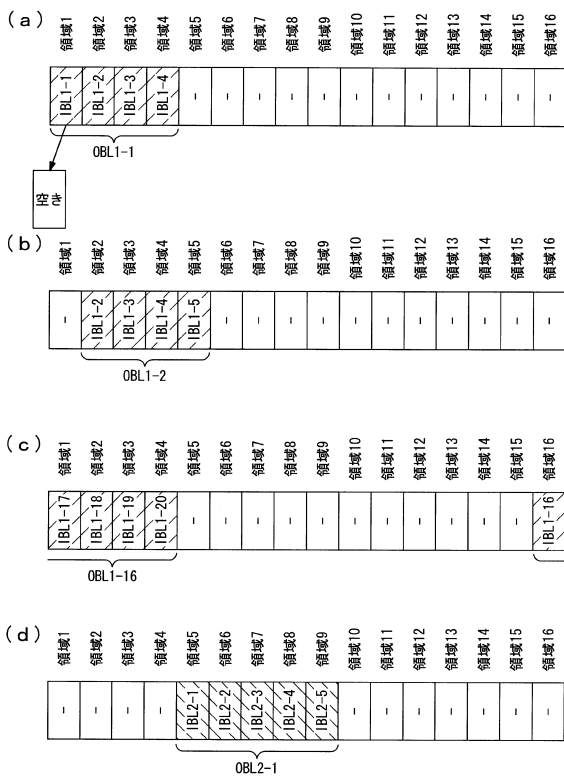 (a)
領域1 領域2 領域3 領域4 領域5 領域6 領域7 領域8 領域9 領域10 領域11 領域12 領域13 領域14 領域15 領域16
IBL1-1 IBL1-2 IBL1-3 IBL1-4 - - - - - - - - - - - -
OBL1-1
空き
(b)
領域1 領域2 領域3 領域4 領域5 領域6 領域7 領域8 領域9 領域10 領域11 領域12 領域13 領域14 領域15 領域16
- IBL1-2 IBL1-3 IBL1-4 IBL1-5 - - - - - - - - - - -
OBL1-2
(c)
領域1 領域2 領域3 領域4 領域5 領域6 領域7 領域8 領域9 領域10 領域11 領域12 領域13 領域14 領域15 領域16
IBL1-17 IBL1-18 IBL1-19 IBL1-20 - - - - - - - - - - - IBL1-16
OBL1-16
(d)
領域1 領域2 領域3 領域4 領域5 領域6 領域7 領域8 領域9 領域10 領域11 領域12 領域13 領域14 領域15 領域16
- - - - IBL2-1 IBL2-2 IBL2-3 IBL2-4 IBL2-5 - - - - - - -
OBL2-1